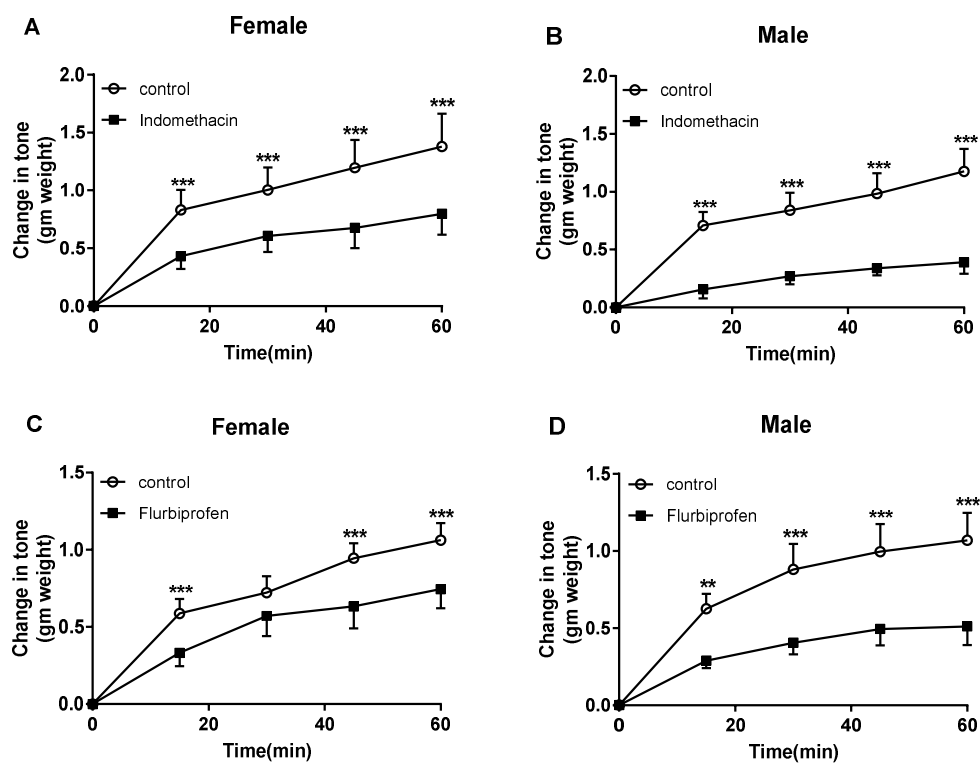 A
Female
2.0
1.5
1.0
0.5
0.0
control
Indomethacin
***
***
***
***
Change in tone
(gm weight)
0
20
40
60
Time(min)
B
Male
2.0
1.5
1.0
0.5
0.0
control
Indomethacin
***
***
***
***
Change in tone
(gm weight)
0
20
40
60
Time(min)
C
Female
1.5
1.0
0.5
0.0
control
Flurbiprofen
***
***
***
Change in tone
(gm weight)
0
20
40
60
Time(min)
D
Male
1.5
1.0
0.5
0.0
control
Flurbiprofen
**
***
***
***
Change in tone
(gm weight)
0
20
40
60
Time(min)